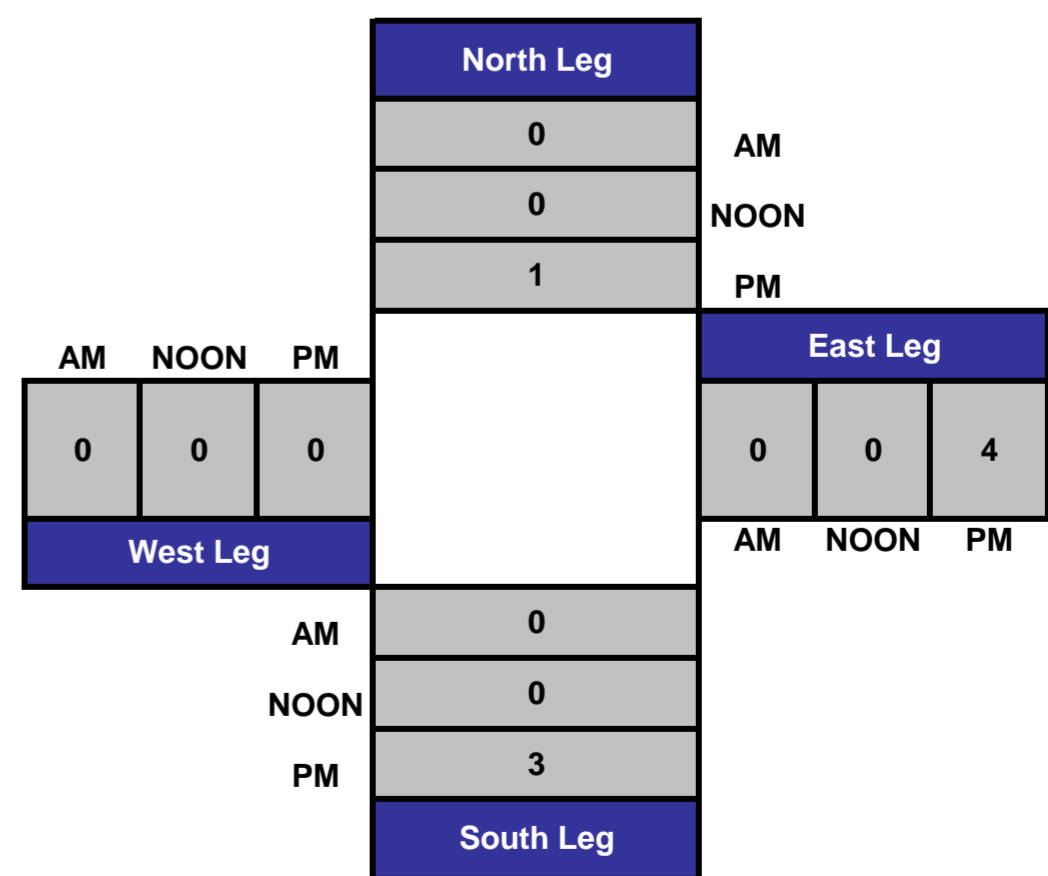 North Leg
0 AM
0 NOON
1 PM
East Leg
AM NOON PM
0 0 0
0 0 4
West Leg
AM NOON PM
AM 0
NOON 0
PM 3
South Leg